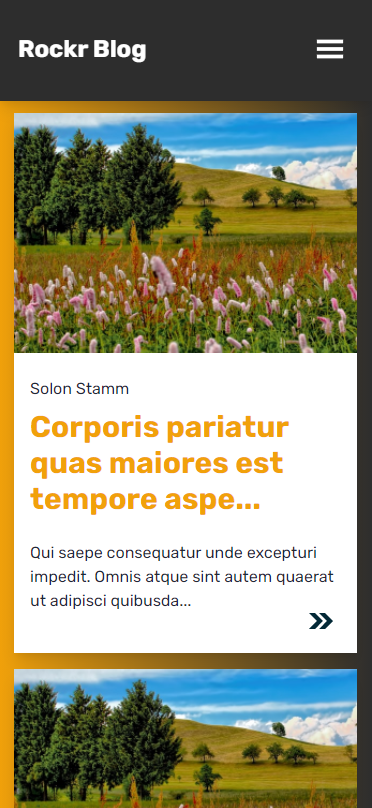 Rockr Blog
Solon Stamm
Corporis pariatur
quas maiores est
tempore aspe...
Qui saepe consequatur unde excepturi
impedit. Omnis atque sint autem quaerat
ut adipisci quibusda...